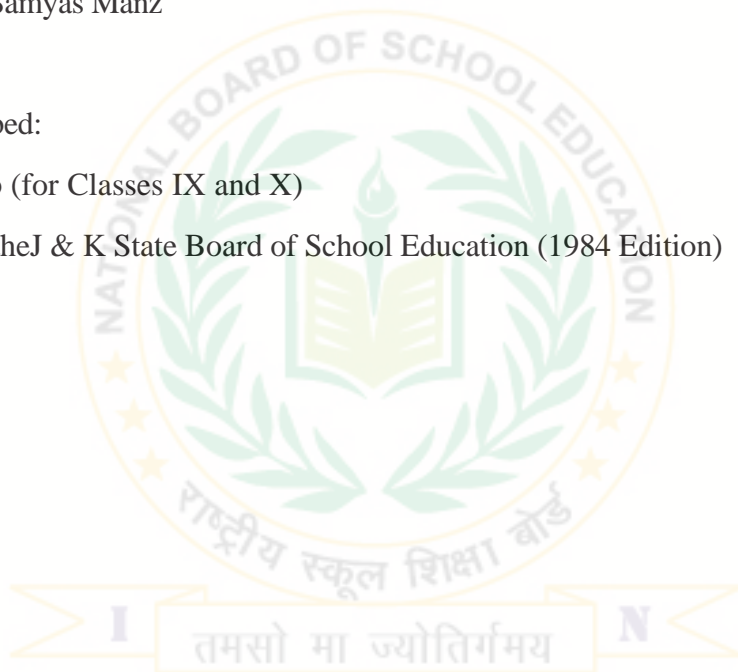 Samyas Manz
bed:
(for Classes IX and X)
heJ & K State Board of School Education (1984 Edition)
NATIONAL BOARD OF SCHOOL EDUCATION
राष्ट्रीय स्कूल शिक्षा बोर्ड
I N
तमसो मा ज्योतिर्गमय